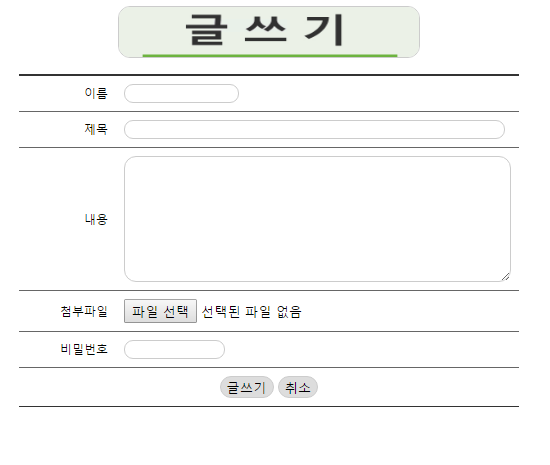 글 쓰 기
이름
제목
내용
첨부파일 파일 선택 선택된 파일 없음
비밀번호
글쓰기 취소